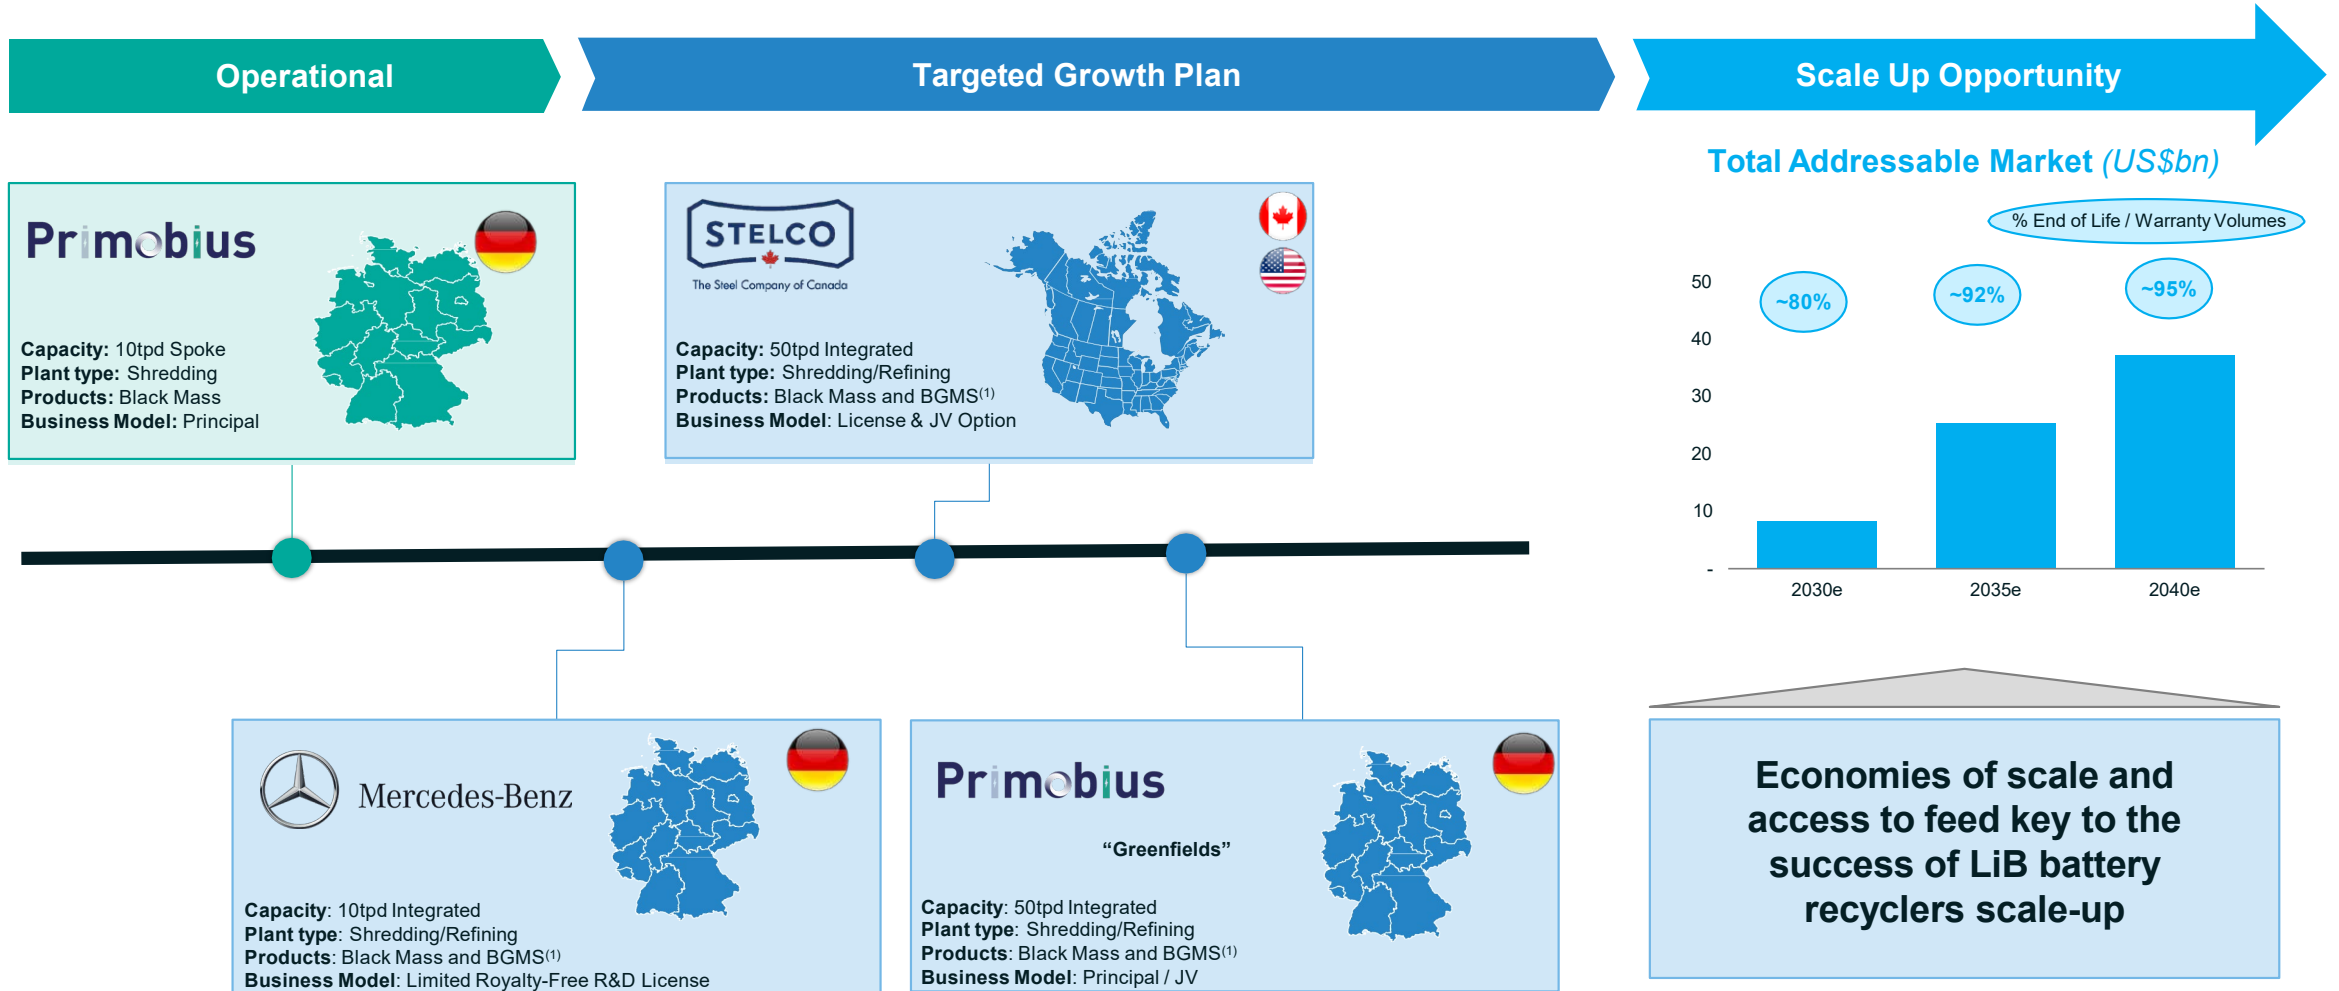 Operational
Targeted Growth Plan
Scale Up Opportunity
Primobius
Capacity: 10tpd Spoke
Plant type: Shredding
Products: Black Mass
Business Model: Principal
STELCO
The Steel Company of Canada
Capacity: 50tpd Integrated
Plant type: Shredding/Refining
Products: Black Mass and BGMS(1)
Business Model: License & JV Option
Mercedes-Benz
Capacity: 10tpd Integrated
Plant type: Shredding/Refining
Products: Black Mass and BGMS(1)
Business Model: Limited Royalty-Free R&D License
Primobius
“Greenfields”
Capacity: 50tpd Integrated
Plant type: Shredding/Refining
Products: Black Mass and BGMS(1)
Business Model: Principal / JV
Total Addressable Market (US$bn)
% End of Life / Warranty Volumes
~80%
~92%
~95%
50
40
30
20
10
-
2030e
2035e
2040e
Economies of scale and
access to feed key to the
success of LiB battery
recyclers scale-up